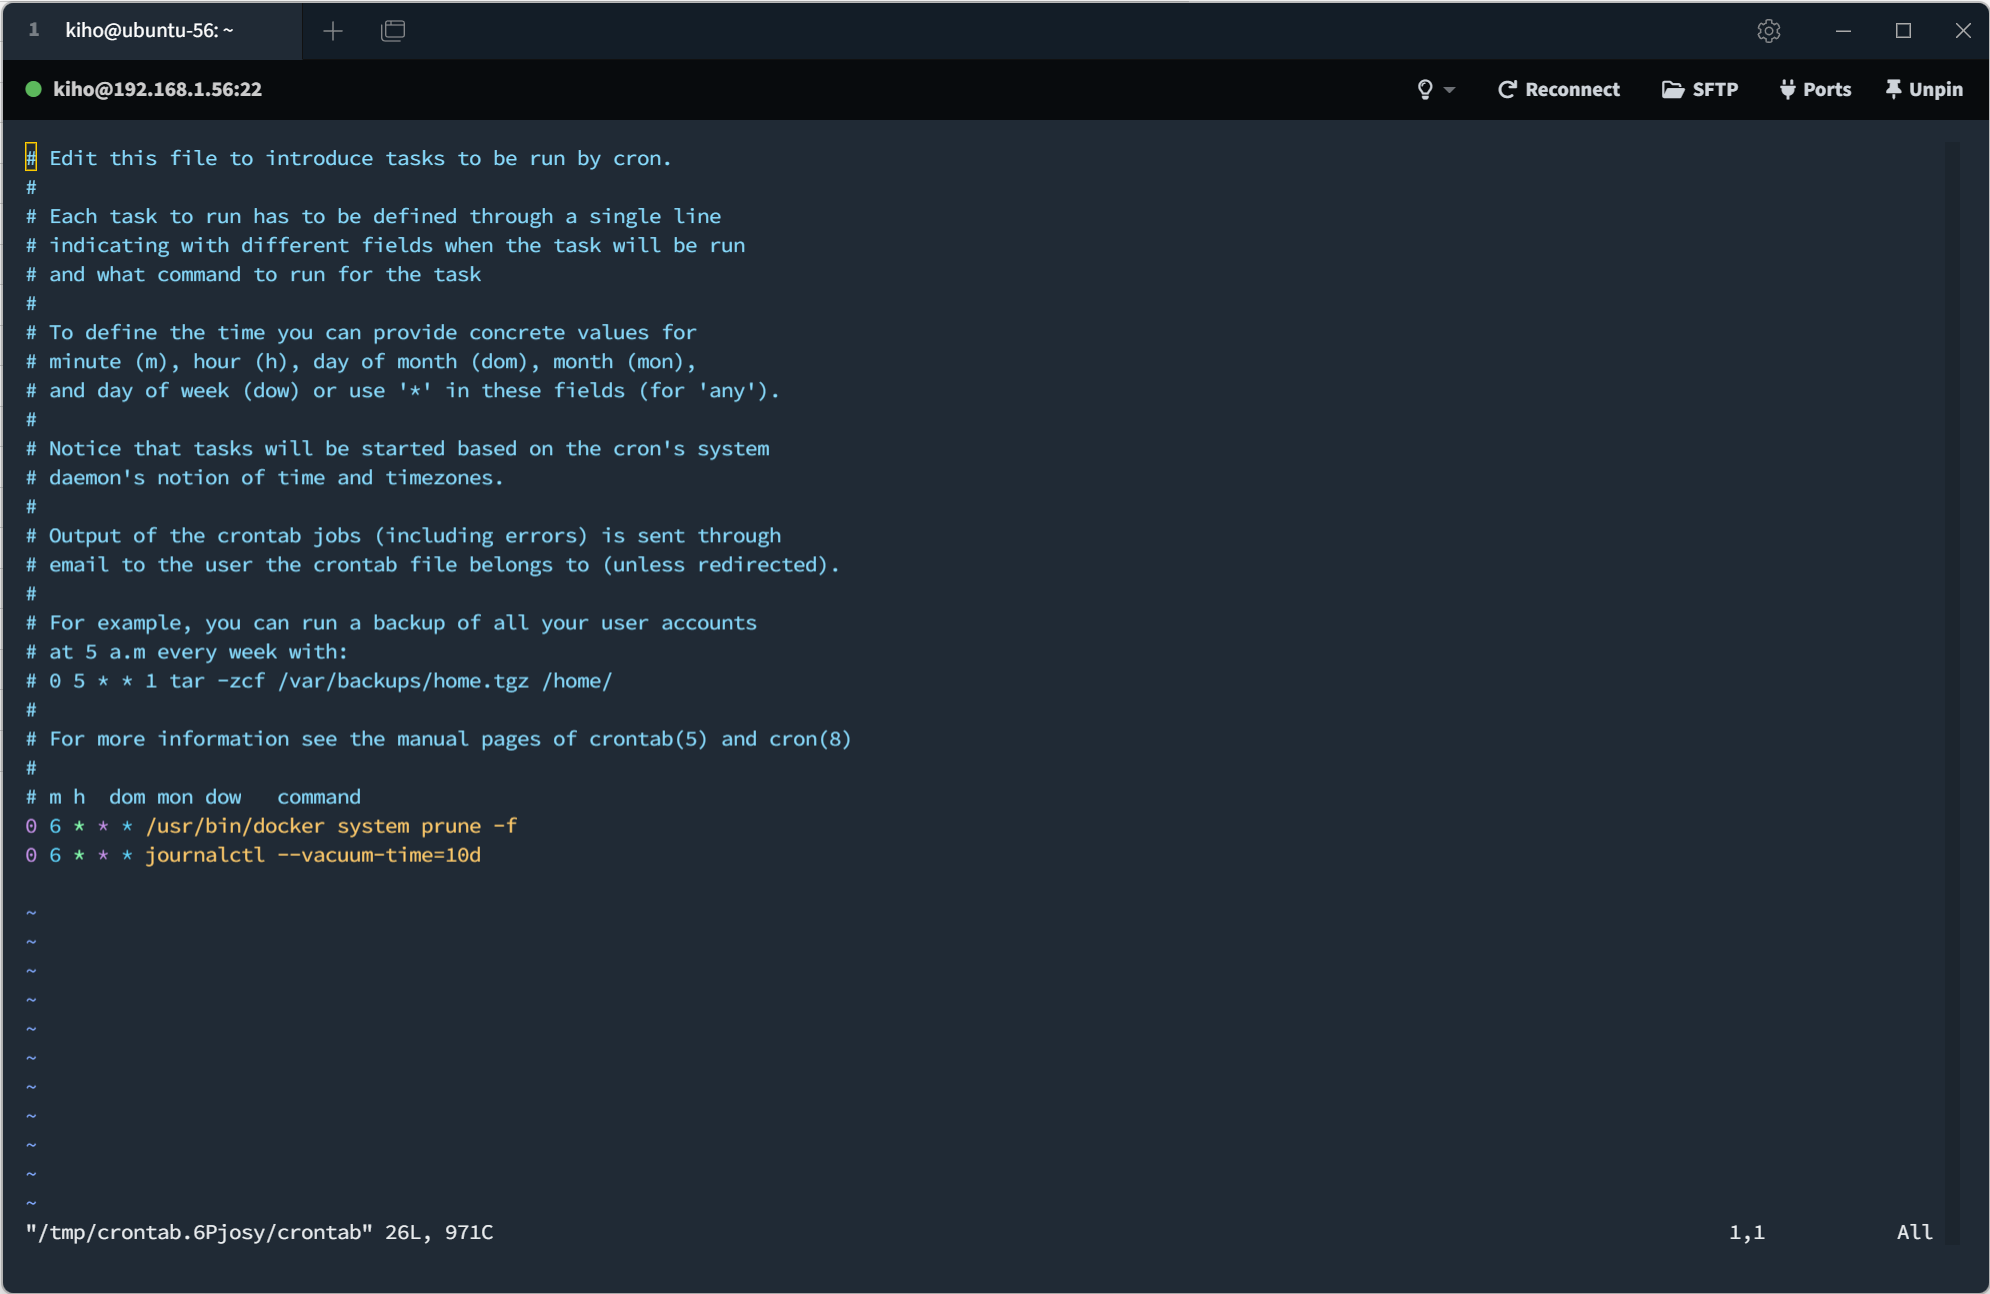 1 kiho@ubuntu-56: ~
kiho@192.168.1.56:22 Reconnect SFTP Ports Unpin
# Edit this file to introduce tasks to be run by cron.
#
# Each task to run has to be defined through a single line
# indicating with different fields when the task will be run
# and what command to run for the task
#
# To define the time you can provide concrete values for
# minute (m), hour (h), day of month (dom), month (mon),
# and day of week (dow) or use '*' in these fields (for 'any').
#
# Notice that tasks will be started based on the cron's system
# daemon's notion of time and timezones.
#
# Output of the crontab jobs (including errors) is sent through
# email to the user the crontab file belongs to (unless redirected).
#
# For example, you can run a backup of all your user accounts
# at 5 a.m every week with:
# 0 5 * * 1 tar -zcf /var/backups/home.tgz /home/
#
# For more information see the manual pages of crontab(5) and cron(8)
#
# m h  dom mon dow   command
0 6 * * * /usr/bin/docker system prune -f
0 6 * * * journalctl --vacuum-time=10d
~
~
~
~
~
~
~
~
~
~
~
"/tmp/crontab.6Pjosy/crontab" 26L, 971C 1,1 All